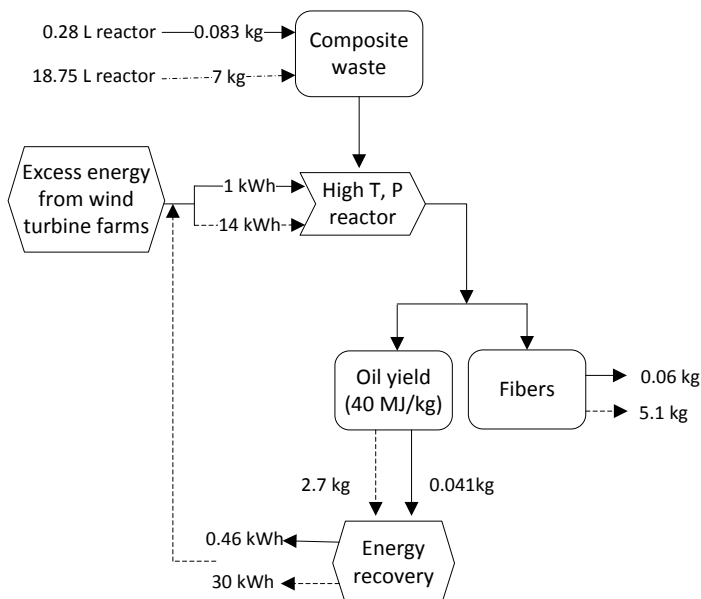 0.28 L reactor
0.083 kg
18.75 L reactor
7 kg
Composite
waste
Excess energy
from wind
turbine farms
1 kWh
14 kWh
High T, P
reactor
Oil yield
(40 MJ/kg)
Fibers
0.06 kg
5.1 kg
2.7 kg
0.041kg
0.46 kWh
30 kWh
Energy
recovery